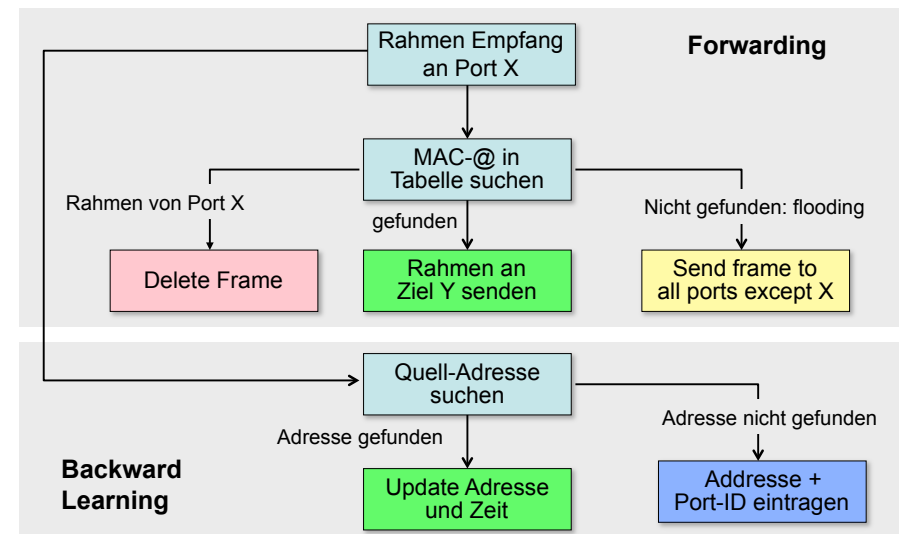 Rahmen Empfang
an Port X
Forwarding
MAC-@ in
Tabelle suchen
Rahmen von Port X
gefunden
Nicht gefunden: flooding
Delete Frame
Rahmen an
Ziel Y senden
Send frame to
all ports except X
Quell-Adresse
suchen
Adresse gefunden
Adresse nicht gefunden
Backward
Learning
Update Adresse
und Zeit
Addresse +
Port-ID eintragen